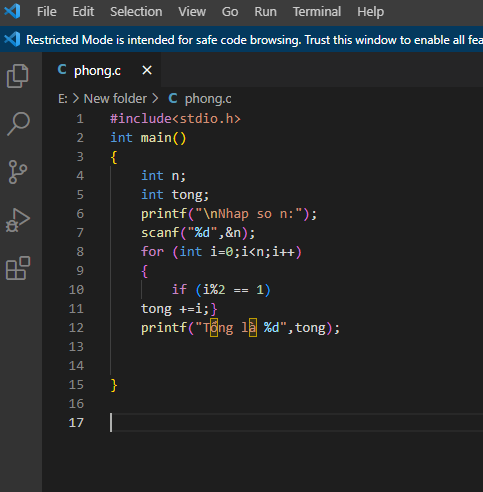 File Edit Selection View Go Run Terminal Help
Restricted Mode is intended for safe code browsing. Trust this window to enable all fea
C phong.c ×
E: > New folder > C phong.c
1 #include<stdio.h>
2 int main()
3 {
4     int n;
5     int tong;
6     printf("\nNhap so n:");
7     scanf("%d",&n);
8     for (int i=0;i<n;i++)
9     {
10         if (i%2 == 1)
11     tong +=i;}
12     printf("Tổng là %d",tong);
13
14
15 }
16
17